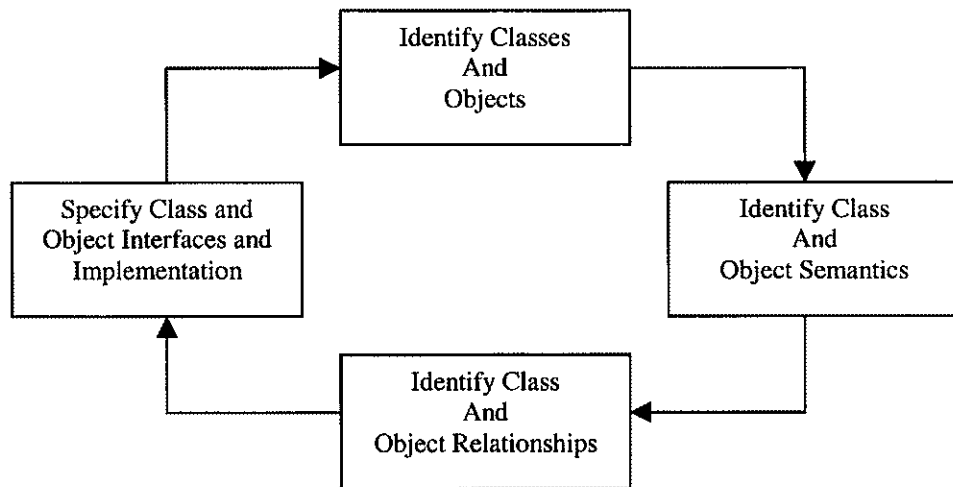 Identify Classes
And
Objects
Specify Class and
Object Interfaces and
Implementation
Identify Class
And
Object Semantics
Identify Class
And
Object Relationships